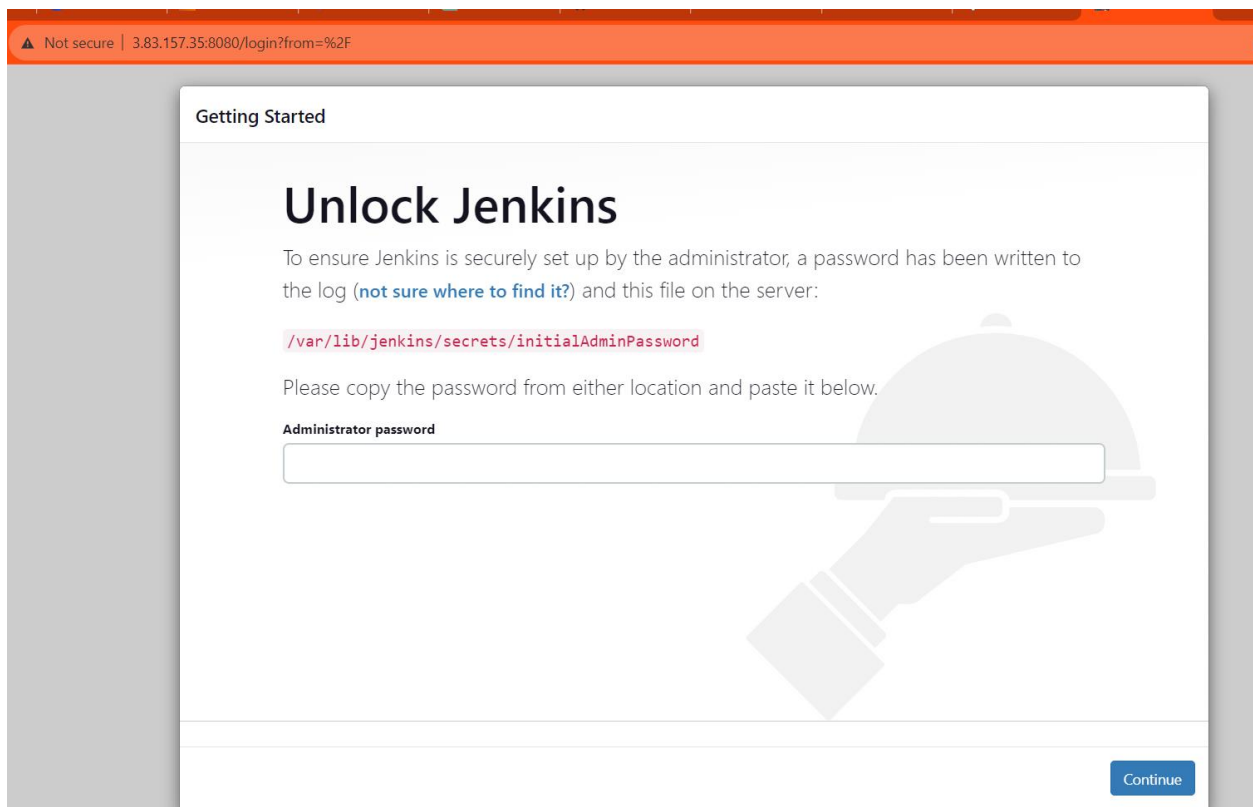 Not secure | 3.83.157.35:8080/login?from=%2F
Getting Started
Unlock Jenkins
To ensure Jenkins is securely set up by the administrator, a password has been written to
the log (not sure where to find it?) and this file on the server:
/var/lib/jenkins/secrets/initialAdminPassword
Please copy the password from either location and paste it below.
Administrator password
Continue